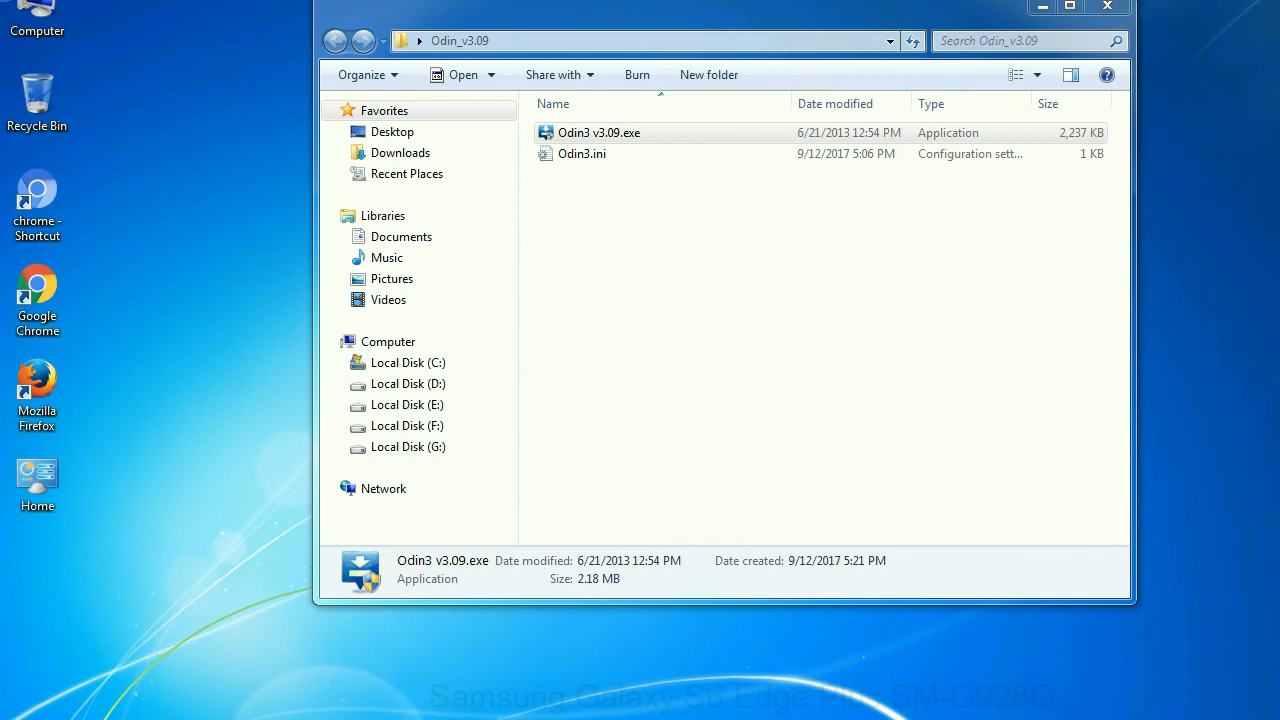 Computer
Recycle Bin
chrome -
Shortcut
Google
Chrome
Mozilla
Firefox
Home
Odin_v3.09
Search Odin_v3.09
Organize Open Share with Burn New folder
Name Date modified Type Size
Favorites
Desktop
Downloads
Recent Places
Libraries
Documents
Music
Pictures
Videos
Computer
Local Disk (C:)
Local Disk (D:)
Local Disk (E:)
Local Disk (F:)
Local Disk (G:)
Network
Odin3 v3.09.exe 6/21/2013 12:54 PM Application 2,237 KB
Odin3.ini 9/12/2017 5:06 PM Configuration sett... 1 KB
Odin3 v3.09.exe Date modified: 6/21/2013 12:54 PM Date created: 9/12/2017 5:21 PM
Application Size: 2.18 MB
Samsung Galaxy S6 Edge Plus SM-G928G